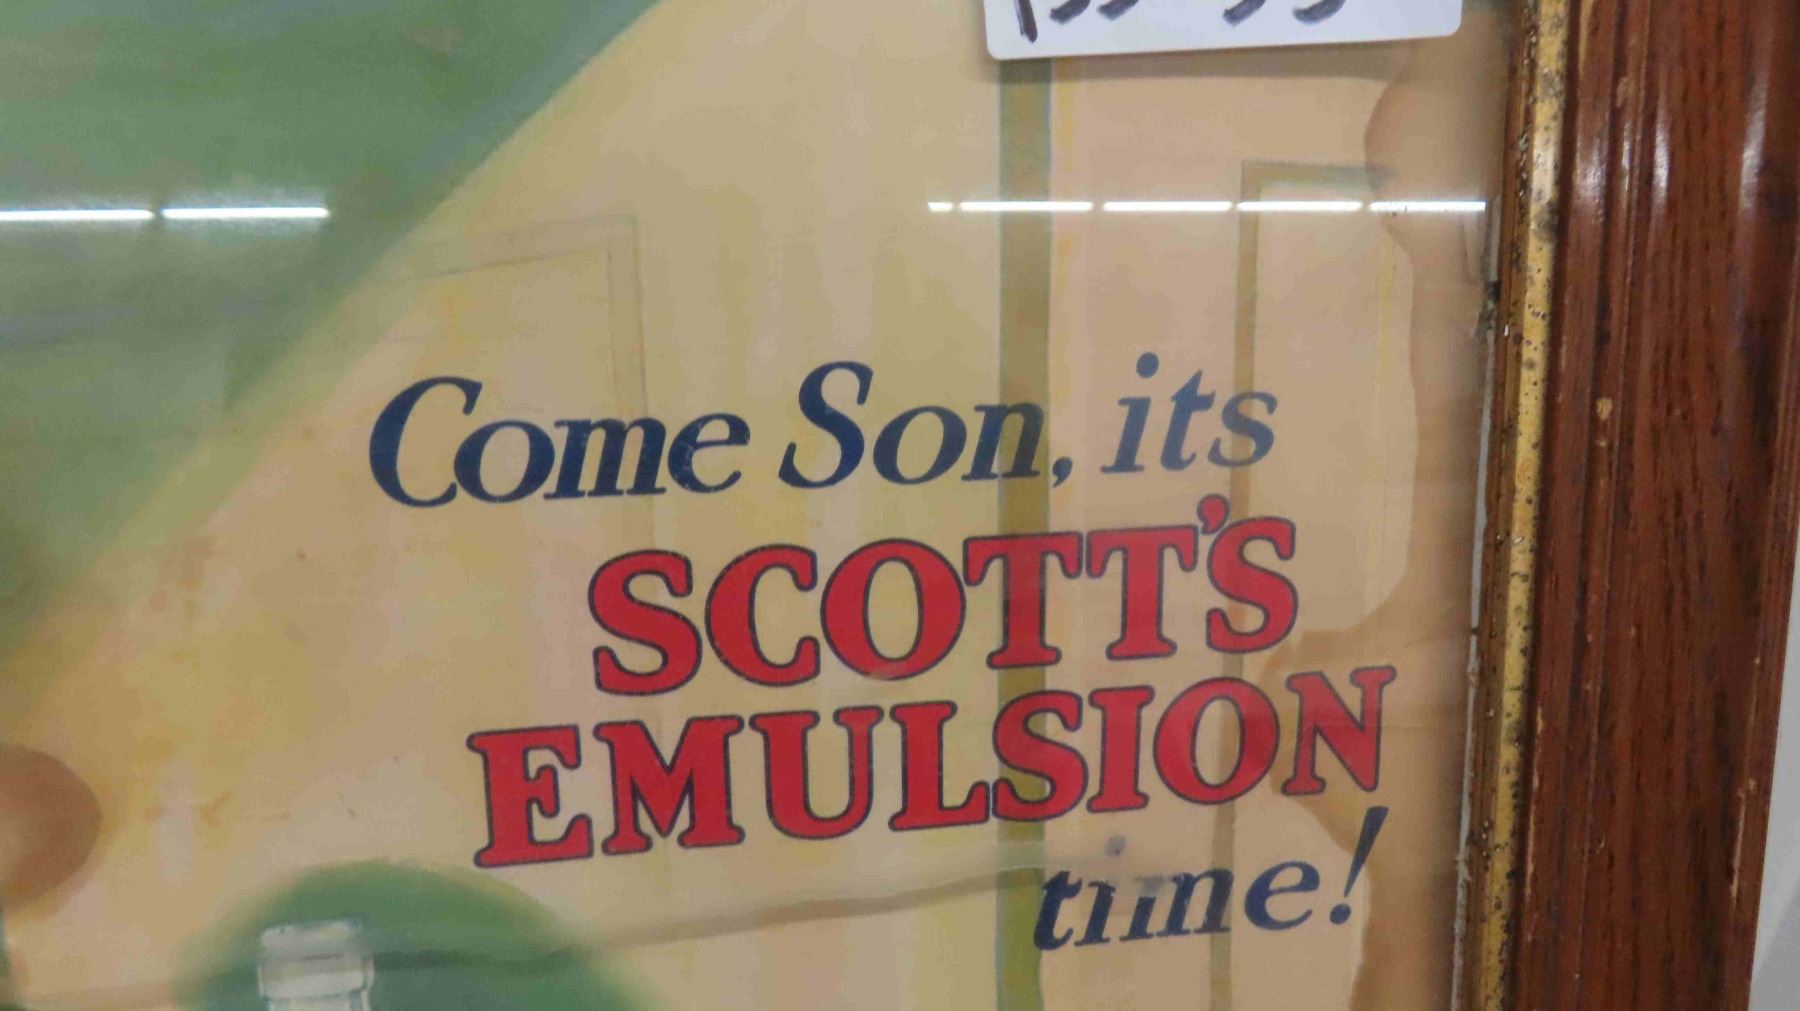 Come Son, its
SCOTT'S
EMULSION
time!